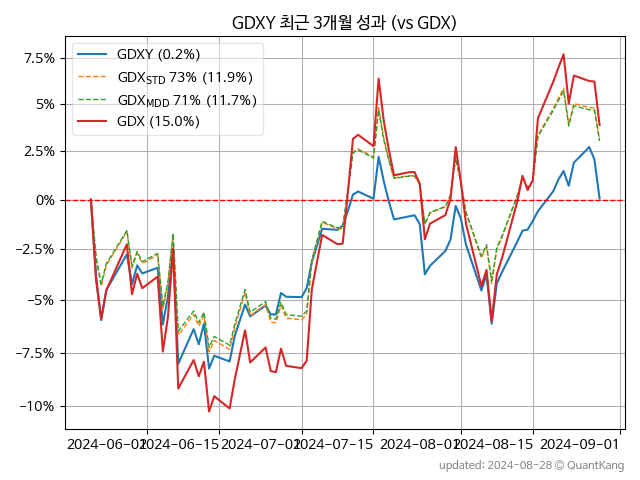 GDXY 최근 3개월 성과 (vs GDX)
7.5%
5%
2.5%
0%
−2.5%
−5%
−7.5%
−10%
GDXY (0.2%)
GDX_STD 73% (11.9%)
GDX_MDD 71% (11.7%)
GDX (15.0%)
2024-06-01
2024-06-15
2024-07-01
2024-07-15
2024-08-01
2024-08-15
2024-09-01
updated: 2024-08-28 © QuantKang